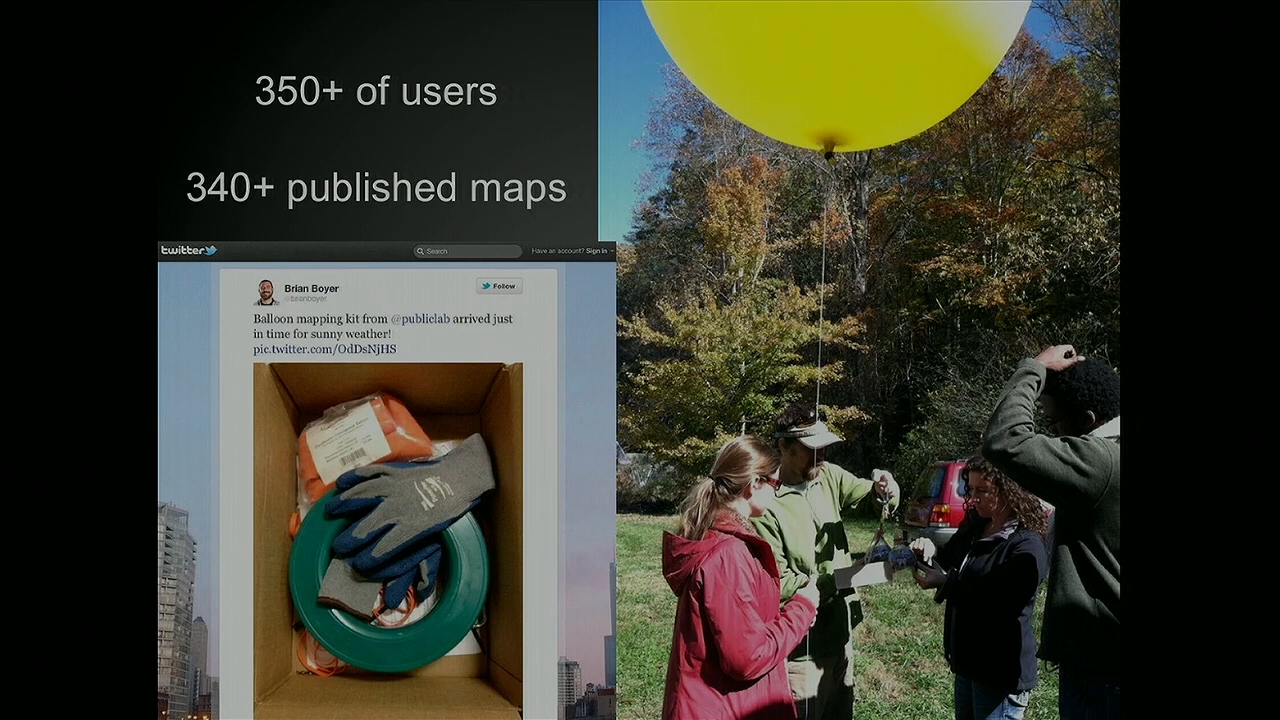 350+ of users
340+ published maps
twitter
Search
Have an account? Sign in
Brian Boyer
@brianboyer
Follow
Balloon mapping kit from @publiclab arrived just
in time for sunny weather!
pic.twitter.com/OdDsNjHS